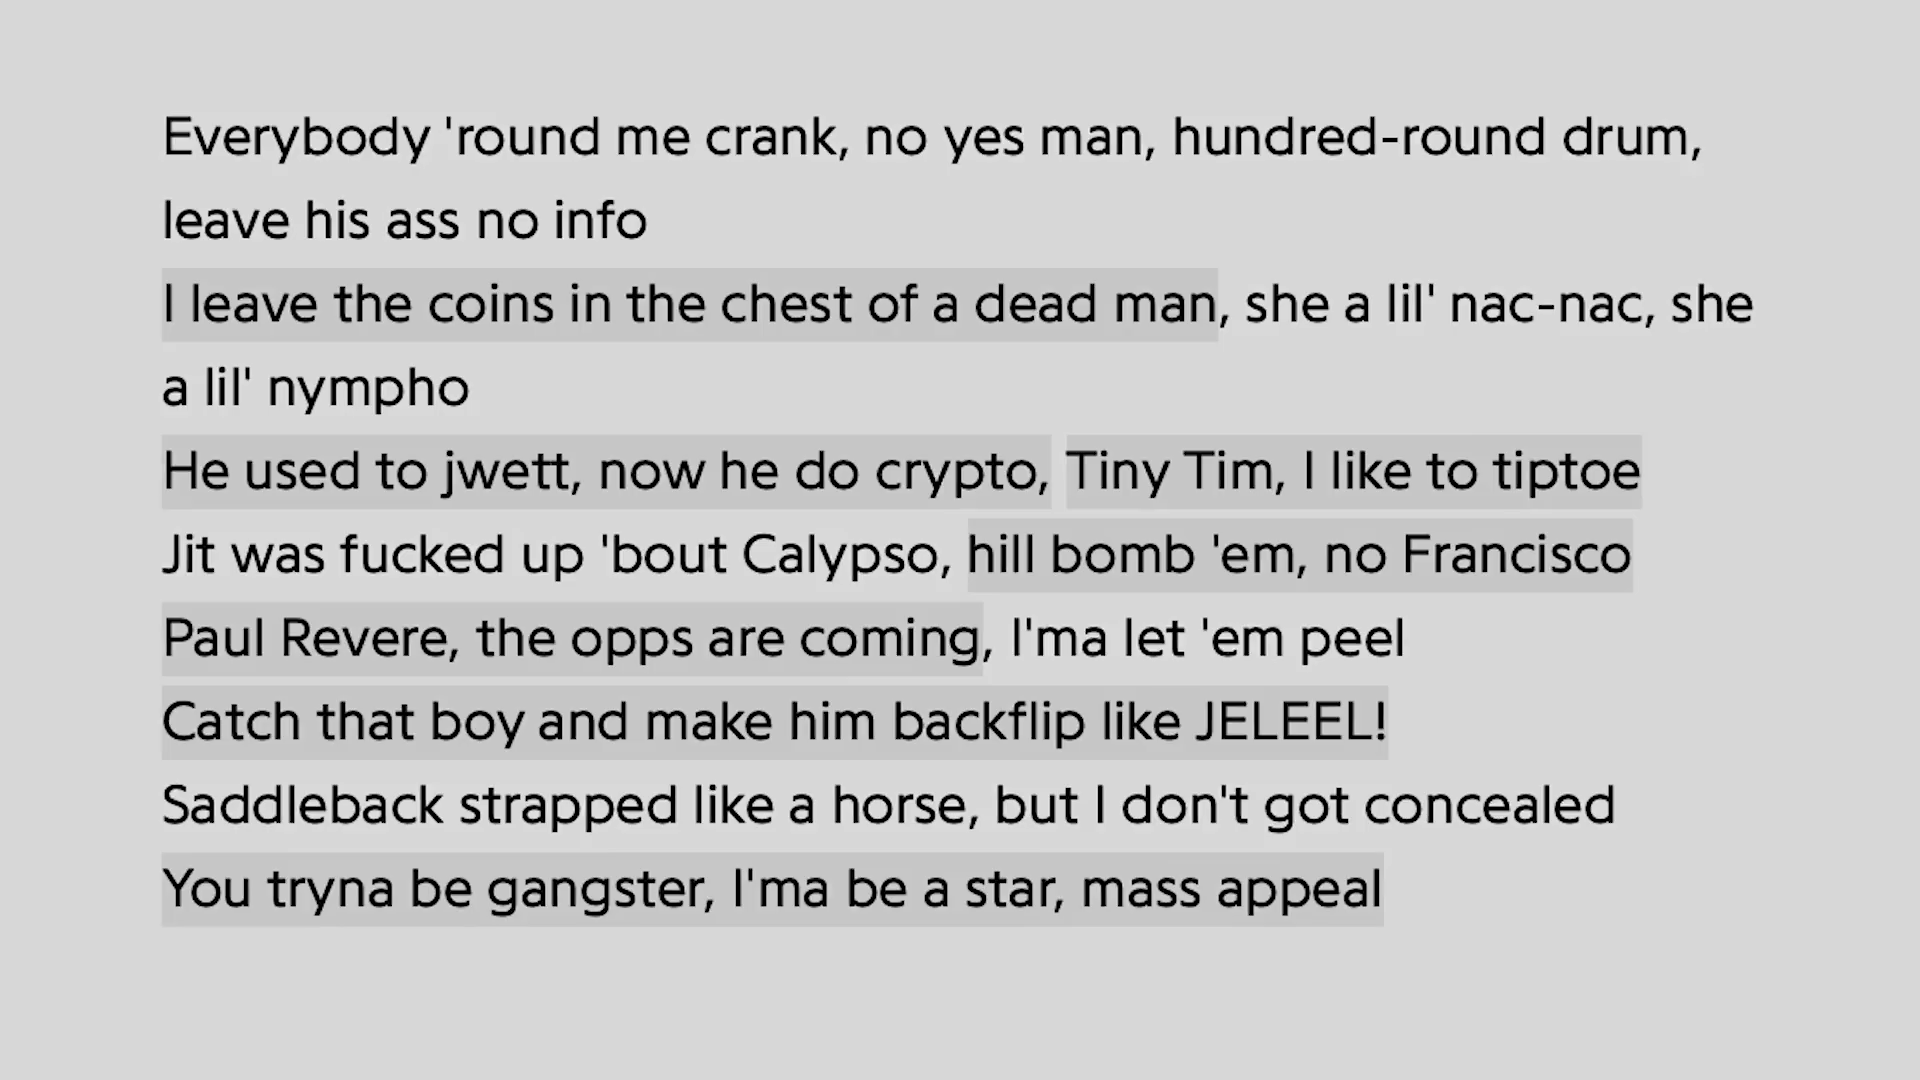 Everybody 'round me crank, no yes man, hundred-round drum,
leave his ass no info
I leave the coins in the chest of a dead man, she a lil' nac-nac, she
a lil' nympho
He used to jwett, now he do crypto, Tiny Tim, I like to tiptoe
Jit was fucked up 'bout Calypso, hill bomb 'em, no Francisco
Paul Revere, the opps are coming, I'ma let 'em peel
Catch that boy and make him backflip like JELEEL!
Saddleback strapped like a horse, but I don't got concealed
You tryna be gangster, I'ma be a star, mass appeal